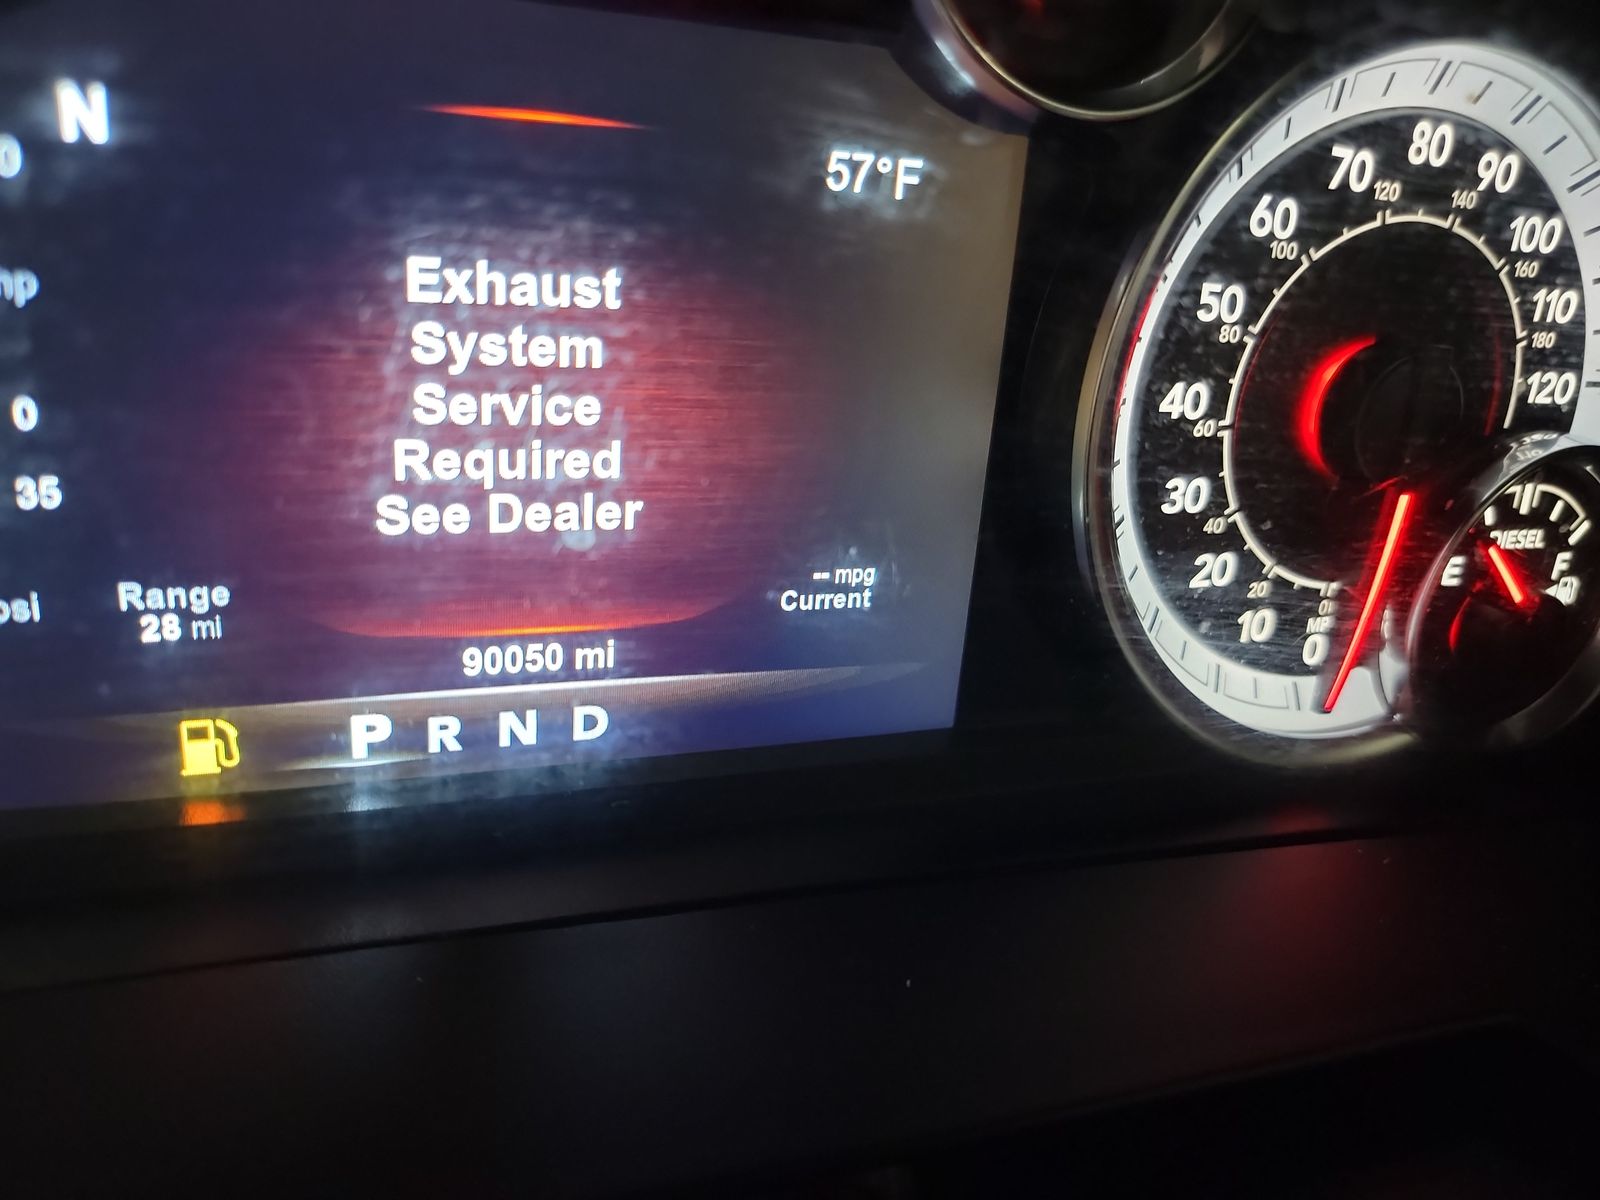 N
57°F
Exhaust
System
Service
Required
See Dealer
0
35
Range
28 mi
-- mpg
Current
90050 mi
P R N D
0
10
20
30
40
50
60
70
80
90
100
110
120
20
40
60
80
100
120
140
160
180
DIESEL
E
F